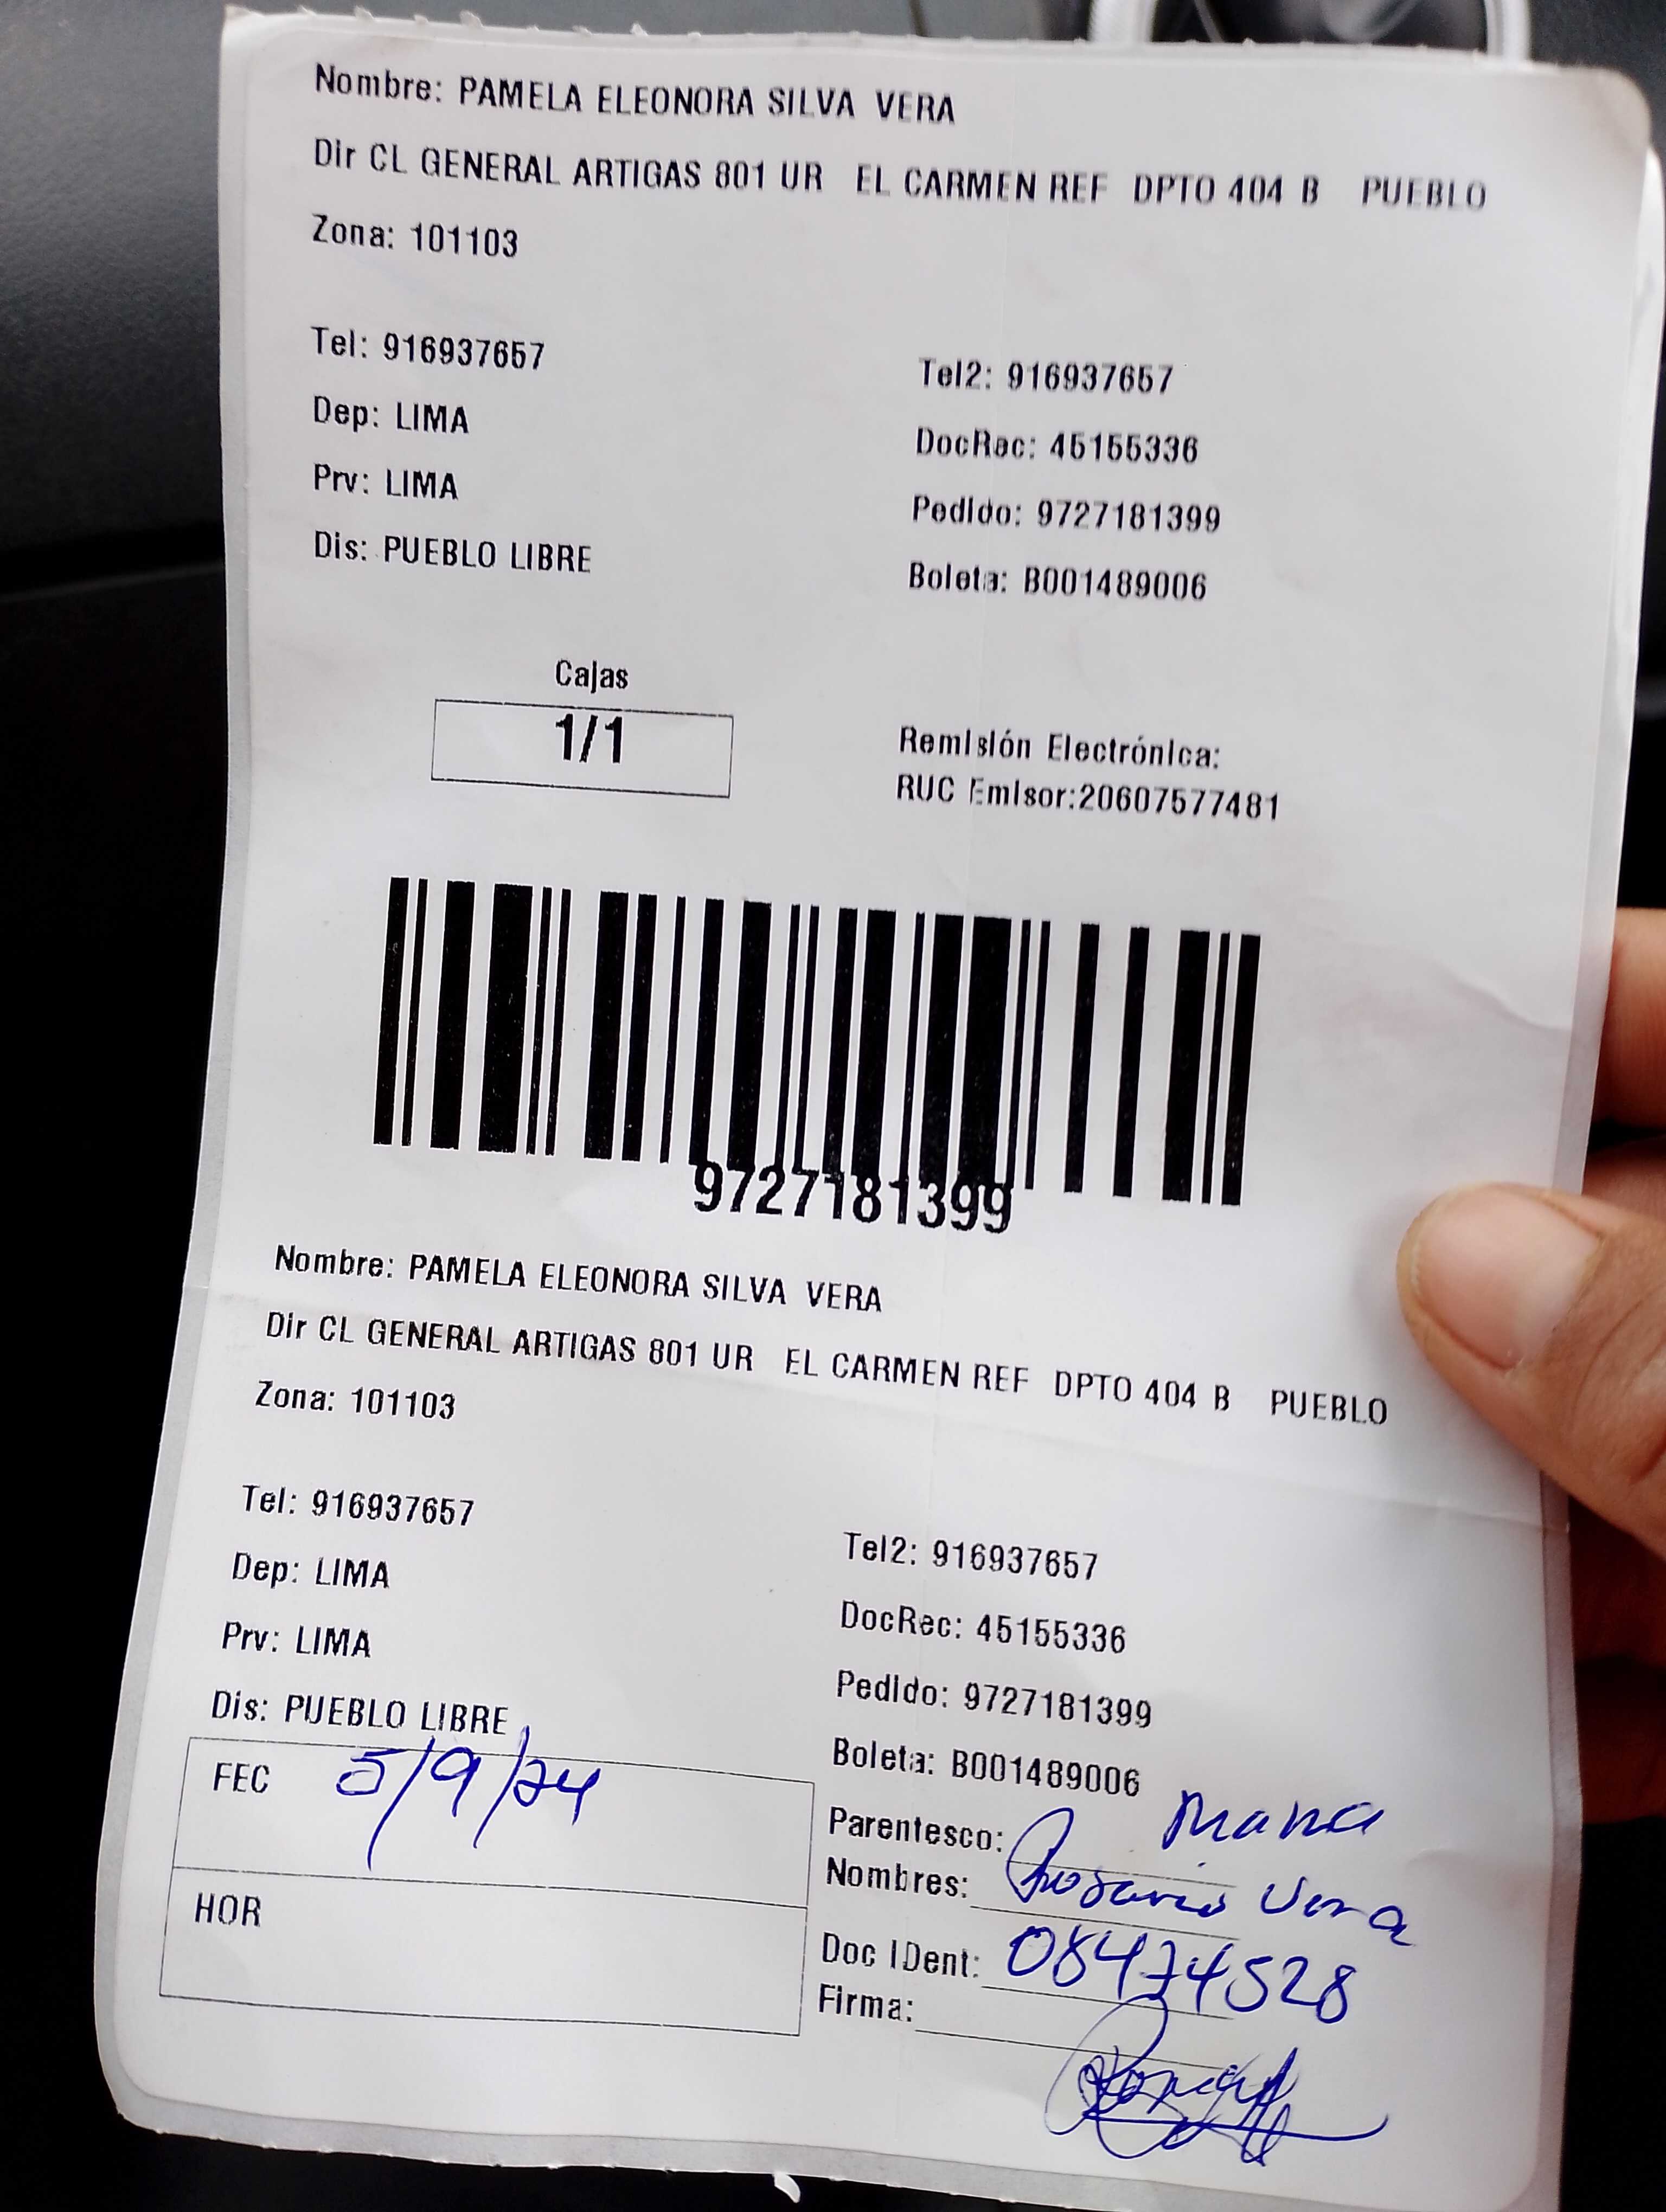 Nombre: PAMELA ELEONORA SILVA VERA
Dir CL GENERAL ARTIGAS 801 UR EL CARMEN REF DPTO 404 B PUEBLO
Zona: 101103
Tel: 916937657
Tel2: 916937657
Dep: LIMA
DocRec: 45155336
Prv: LIMA
Pedido: 9727181399
Dis: PUEBLO LIBRE
Boleta: B001489006
Cajas
1/1
Remisión Electrónica:
RUC Emisor:20607577481
9727181399
Nombre: PAMELA ELEONORA SILVA VERA
Dir CL GENERAL ARTIGAS 801 UR EL CARMEN REF DPTO 404 B PUEBLO
Zona: 101103
Tel: 916937657
Tel2: 916937657
Dep: LIMA
DocRec: 45155336
Prv: LIMA
Pedido: 9727181399
Dis: PUEBLO LIBRE
Boleta: B001489006
FEC 5/9/24
Parentesco:
Nombres: Rosario Vera
HOR
Doc IDent: 08474528
Firma: